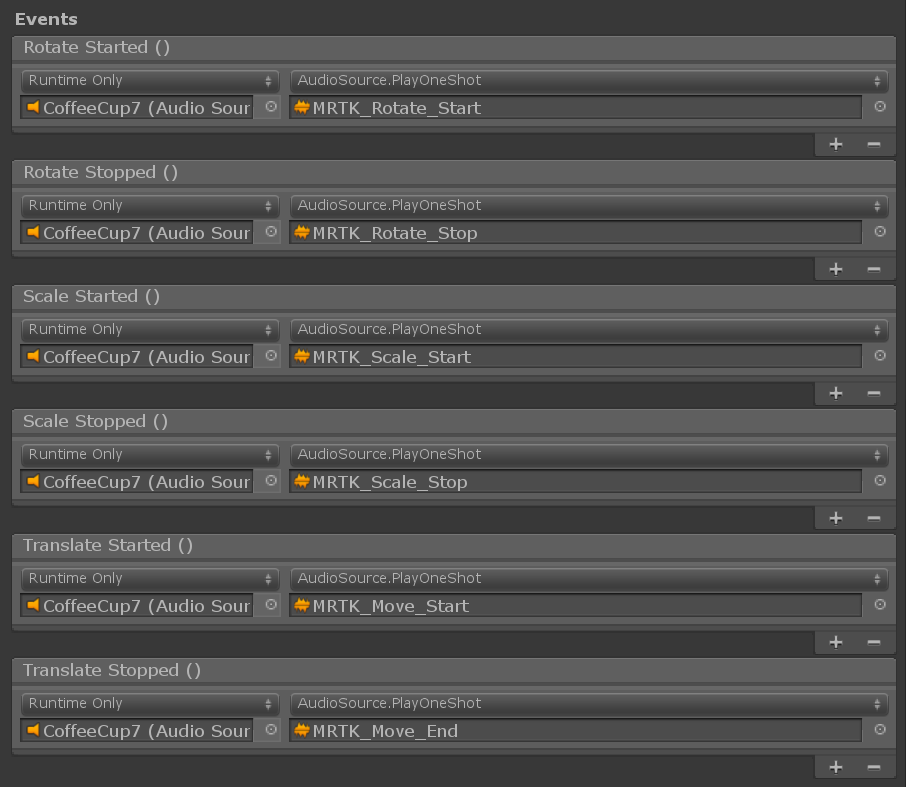 Events
Rotate Started ()
Runtime Only AudioSource.PlayOneShot
CoffeeCup7 (Audio Sour MRTK_Rotate_Start
Rotate Stopped ()
Runtime Only AudioSource.PlayOneShot
CoffeeCup7 (Audio Sour MRTK_Rotate_Stop
Scale Started ()
Runtime Only AudioSource.PlayOneShot
CoffeeCup7 (Audio Sour MRTK_Scale_Start
Scale Stopped ()
Runtime Only AudioSource.PlayOneShot
CoffeeCup7 (Audio Sour MRTK_Scale_Stop
Translate Started ()
Runtime Only AudioSource.PlayOneShot
CoffeeCup7 (Audio Sour MRTK_Move_Start
Translate Stopped ()
Runtime Only AudioSource.PlayOneShot
CoffeeCup7 (Audio Sour MRTK_Move_End